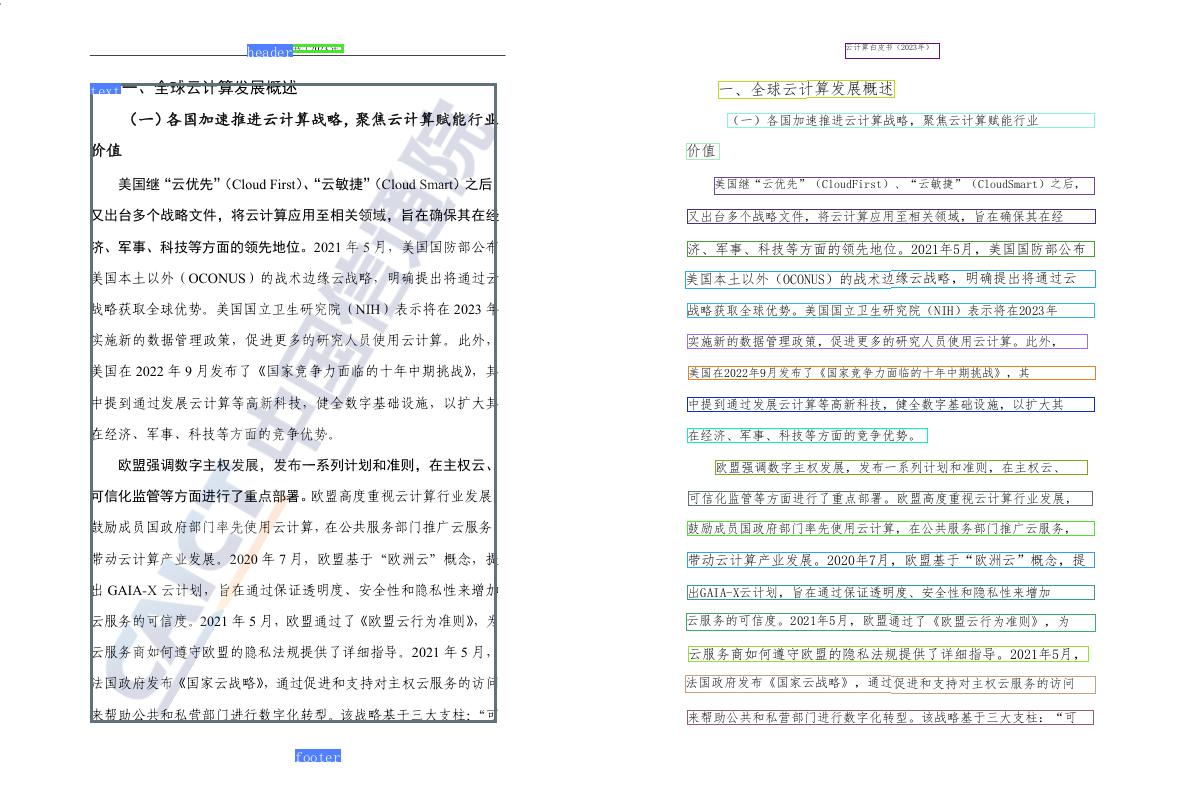 header
text
一、全球云计算发展概述
（一）各国加速推进云计算战略，聚焦云计算赋能行业
价值
美国继“云优先”（Cloud First）、“云敏捷”（Cloud Smart）之后
又出台多个战略文件，将云计算应用至相关领域，旨在确保其在经
济、军事、科技等方面的领先地位。2021 年 5 月，美国国防部公布
美国本土以外（OCONUS）的战术边缘云战略，明确提出将通过云
战略获取全球优势。美国国立卫生研究院（NIH）表示将在 2023 年
实施新的数据管理政策，促进更多的研究人员使用云计算。此外，
美国在 2022 年 9 月发布了《国家竞争力面临的十年中期挑战》，其
中提到通过发展云计算等高新科技，健全数字基础设施，以扩大其
在经济、军事、科技等方面的竞争优势。
欧盟强调数字主权发展，发布一系列计划和准则，在主权云、
可信化监管等方面进行了重点部署。欧盟高度重视云计算行业发展
鼓励成员国政府部门率先使用云计算，在公共服务部门推广云服务
带动云计算产业发展。2020 年 7 月，欧盟基于“欧洲云”概念，提
出 GAIA-X 云计划，旨在通过保证透明度、安全性和隐私性来增加
云服务的可信度。2021 年 5 月，欧盟通过了《欧盟云行为准则》，为
云服务商如何遵守欧盟的隐私法规提供了详细指导。2021 年 5 月，
法国政府发布《国家云战略》，通过促进和支持对主权云服务的访问
来帮助公共和私营部门进行数字化转型。该战略基于三大支柱：“可
CAICT 中国信通院
footer
云计算白皮书（2023年）
一、全球云计算发展概述
（一）各国加速推进云计算战略，聚焦云计算赋能行业
价值
美国继“云优先”（CloudFirst）、“云敏捷”（CloudSmart）之后，
又出台多个战略文件，将云计算应用至相关领域，旨在确保其在经
济、军事、科技等方面的领先地位。2021年5月，美国国防部公布
美国本土以外（OCONUS）的战术边缘云战略，明确提出将通过云
战略获取全球优势。美国国立卫生研究院（NIH）表示将在2023年
实施新的数据管理政策，促进更多的研究人员使用云计算。此外，
美国在2022年9月发布了《国家竞争力面临的十年中期挑战》，其
中提到通过发展云计算等高新科技，健全数字基础设施，以扩大其
在经济、军事、科技等方面的竞争优势。
欧盟强调数字主权发展，发布一系列计划和准则，在主权云、
可信化监管等方面进行了重点部署。欧盟高度重视云计算行业发展，
鼓励成员国政府部门率先使用云计算，在公共服务部门推广云服务，
带动云计算产业发展。2020年7月，欧盟基于“欧洲云”概念，提
出GAIA-X云计划，旨在通过保证透明度、安全性和隐私性来增加
云服务的可信度。2021年5月，欧盟通过了《欧盟云行为准则》，为
云服务商如何遵守欧盟的隐私法规提供了详细指导。2021年5月，
法国政府发布《国家云战略》，通过促进和支持对主权云服务的访问
来帮助公共和私营部门进行数字化转型。该战略基于三大支柱：“可